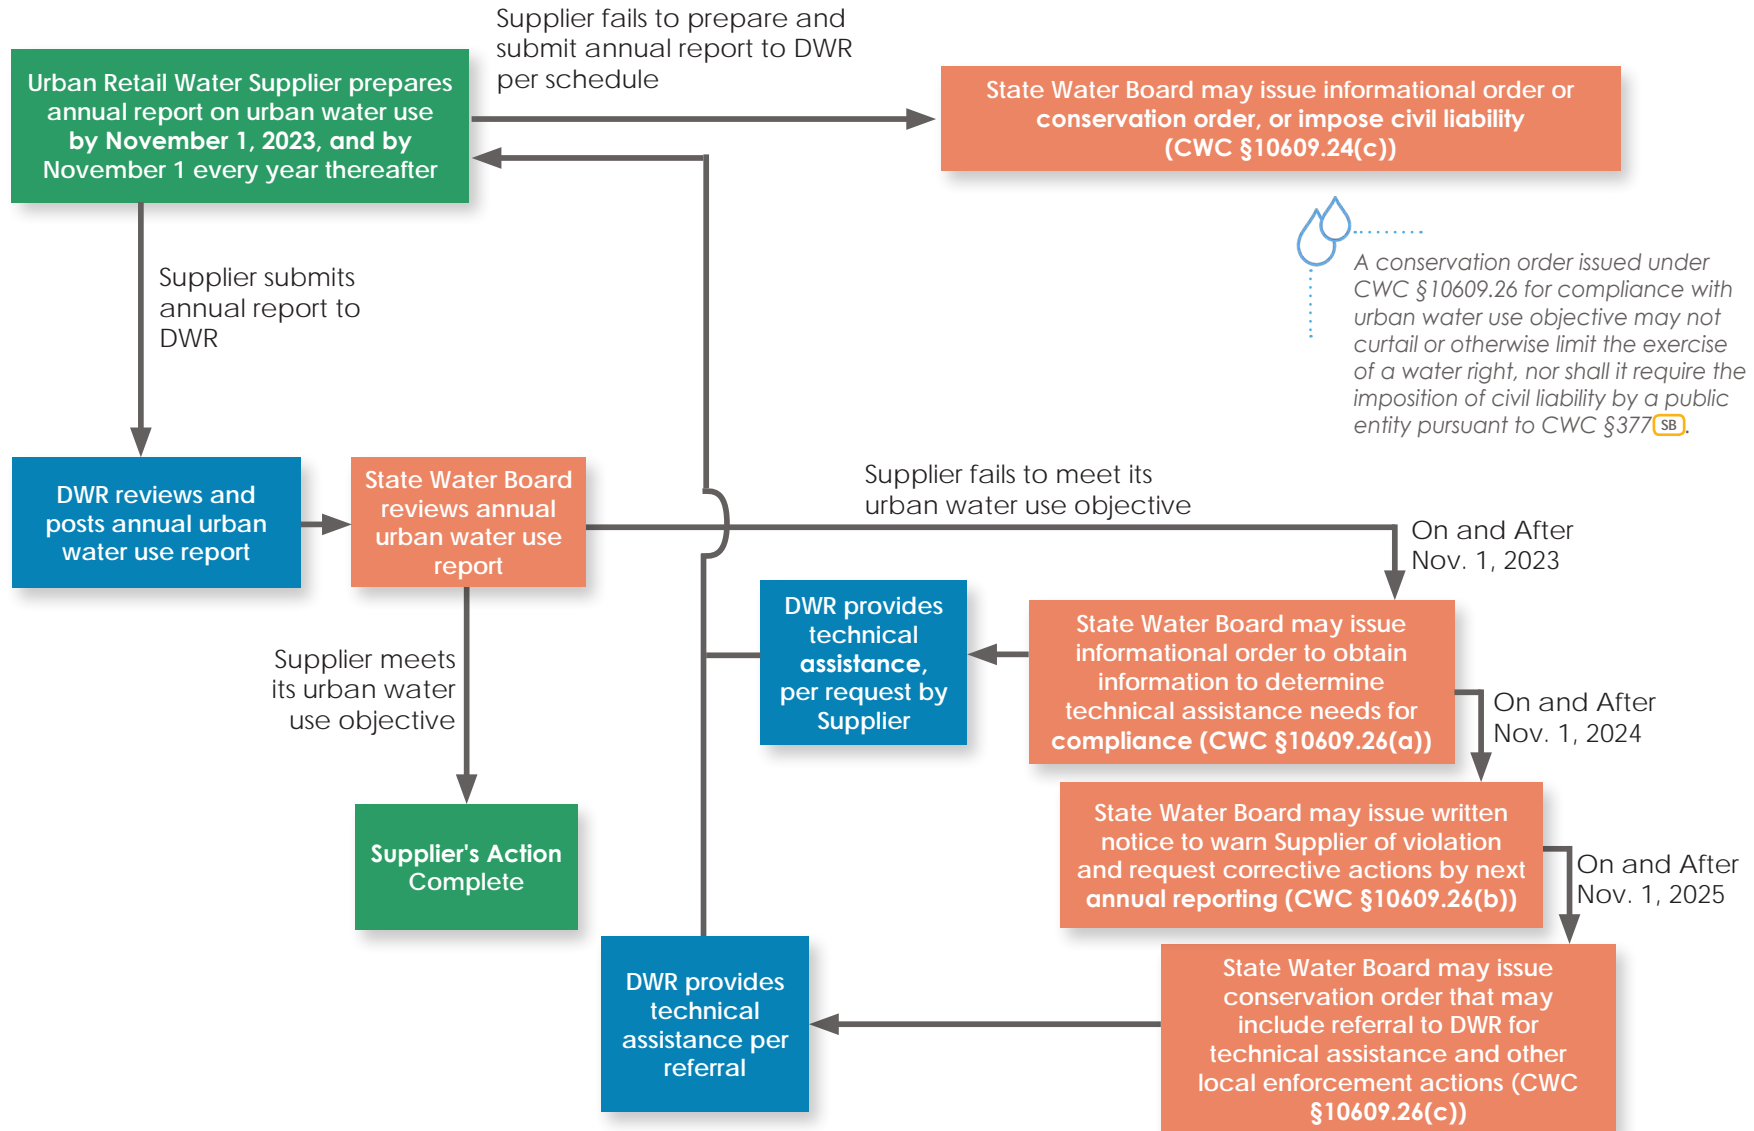 Supplier fails to prepare and
submit annual report to DWR
per schedule
Urban Retail Water Supplier prepares
annual report on urban water use
by November 1, 2023, and by
November 1 every year thereafter
State Water Board may issue informational order or
conservation order, or impose civil liability
(CWC §10609.24(c))
A conservation order issued under
CWC §10609.26 for compliance with
urban water use objective may not
curtail or otherwise limit the exercise
of a water right, nor shall it require the
imposition of civil liability by a public
entity pursuant to CWC §377 SB.
Supplier submits
annual report to
DWR
DWR reviews and
posts annual urban
water use report
State Water Board
reviews annual
urban water use
report
Supplier fails to meet its
urban water use objective
On and After
Nov. 1, 2023
Supplier meets
its urban water
use objective
DWR provides
technical
assistance,
per request by
Supplier
State Water Board may issue
informational order to obtain
information to determine
technical assistance needs for
compliance (CWC §10609.26(a))
On and After
Nov. 1, 2024
Supplier's Action
Complete
State Water Board may issue written
notice to warn Supplier of violation
and request corrective actions by next
annual reporting (CWC §10609.26(b))
On and After
Nov. 1, 2025
DWR provides
technical
assistance per
referral
State Water Board may issue
conservation order that may
include referral to DWR for
technical assistance and other
local enforcement actions (CWC
§10609.26(c))